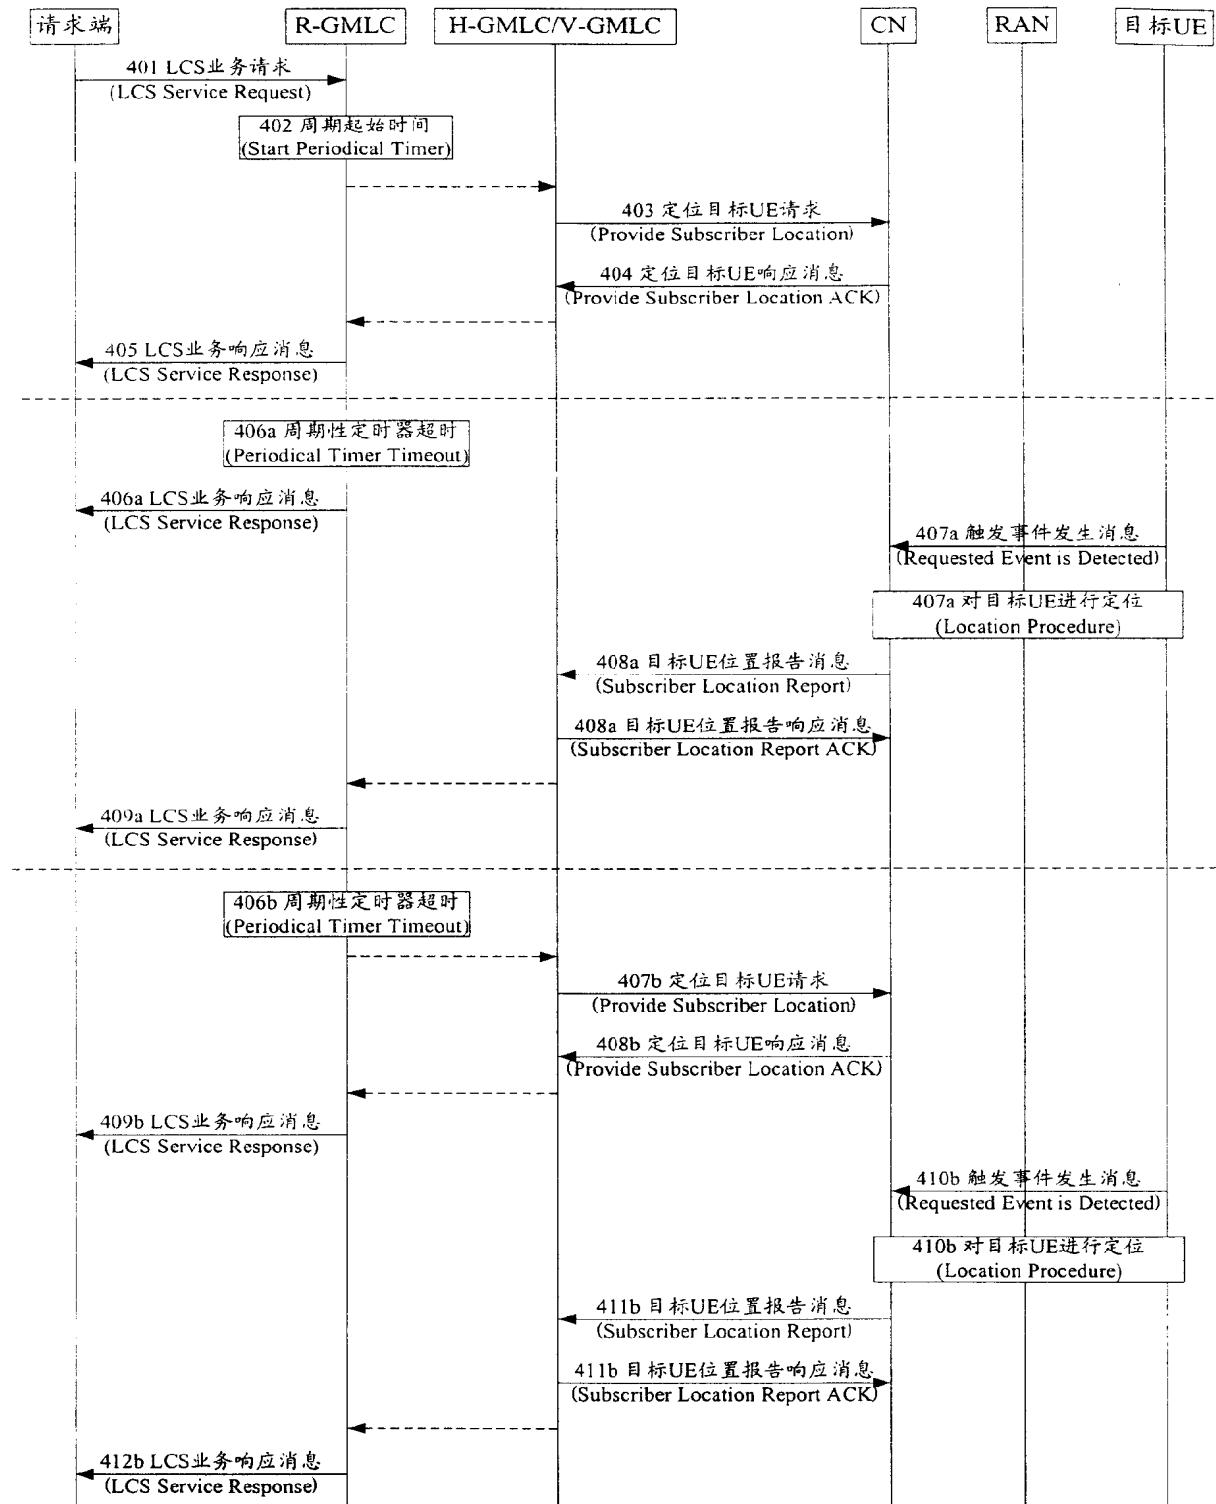 请求端
R-GMLC
H-GMLC/V-GMLC
CN
RAN
目标UE
401 LCS业务请求
(LCS Service Request)
402 周期起始时间
(Start Periodical Timer)
403 定位目标UE请求
(Provide Subscriber Location)
404 定位目标UE响应消息
(Provide Subscriber Location ACK)
405 LCS业务响应消息
(LCS Service Response)
406a 周期性定时器超时
(Periodical Timer Timeout)
406a LCS业务响应消息
(LCS Service Response)
407a 触发事件发生消息
(Requested Event is Detected)
407a 对目标UE进行定位
(Location Procedure)
408a 目标UE位置报告消息
(Subscriber Location Report)
408a 目标UE位置报告响应消息
(Subscriber Location Report ACK)
409a LCS业务响应消息
(LCS Service Response)
406b 周期性定时器超时
(Periodical Timer Timeout)
407b 定位目标UE请求
(Provide Subscriber Location)
408b 定位目标UE响应消息
(Provide Subscriber Location ACK)
409b LCS业务响应消息
(LCS Service Response)
410b 触发事件发生消息
(Requested Event is Detected)
410b 对目标UE进行定位
(Location Procedure)
411b 目标UE位置报告消息
(Subscriber Location Report)
411b 目标UE位置报告响应消息
(Subscriber Location Report ACK)
412b LCS业务响应消息
(LCS Service Response)